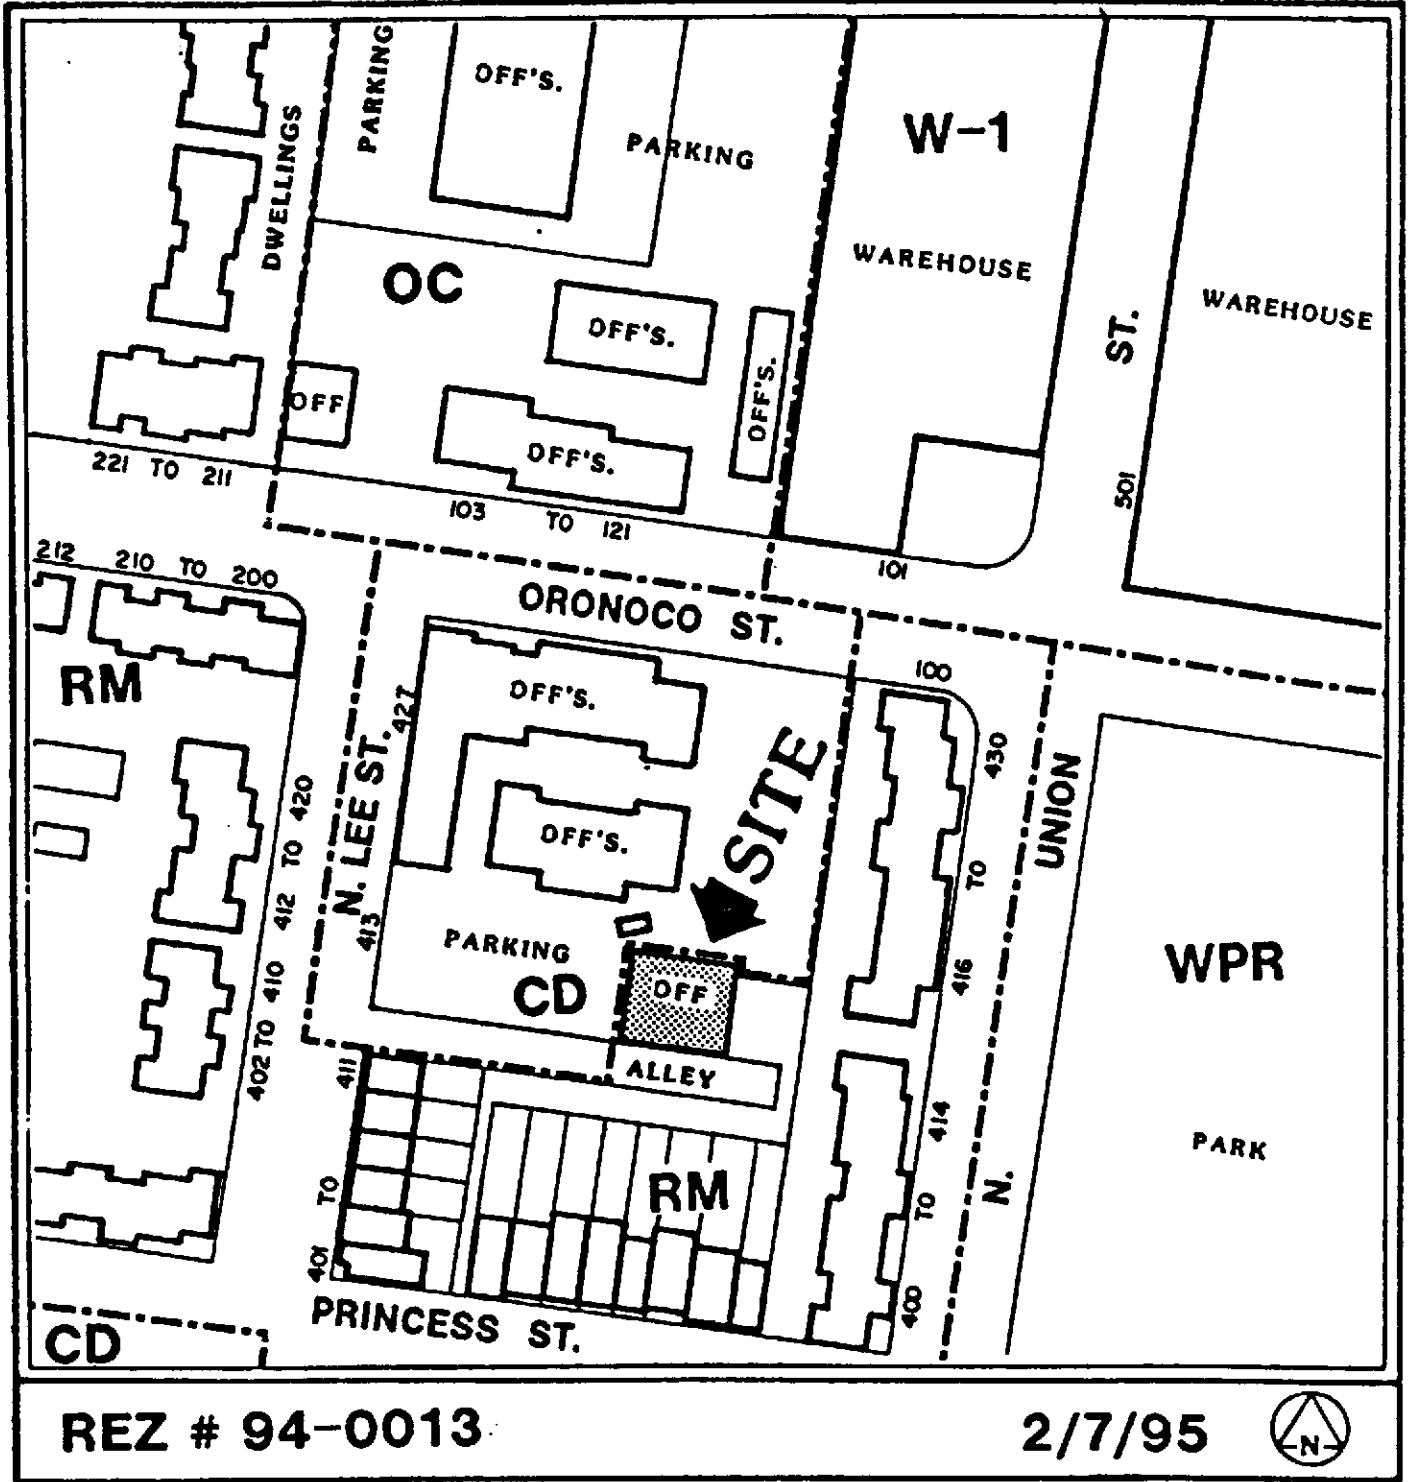 PARKING
OFF'S.
PARKING
W-1
DWELLINGS
WAREHOUSE
WAREHOUSE
OC
OFF'S.
ST.
OFF'S.
OFF
OFF'S.
221 TO 211
103 TO 121
501
101
212 210 TO 200
ORONOCO ST.
RM
427
OFF'S.
100
430
SITE
N. LEE ST.
420
TO
412
OFF'S.
TO
UNION
413
PARKING
416
WPR
410
TO
402
CD
OFF
411
ALLEY
414
PARK
TO
RM
TO
N.
401
400
PRINCESS ST.
CD
REZ # 94-0013
2/7/95
N